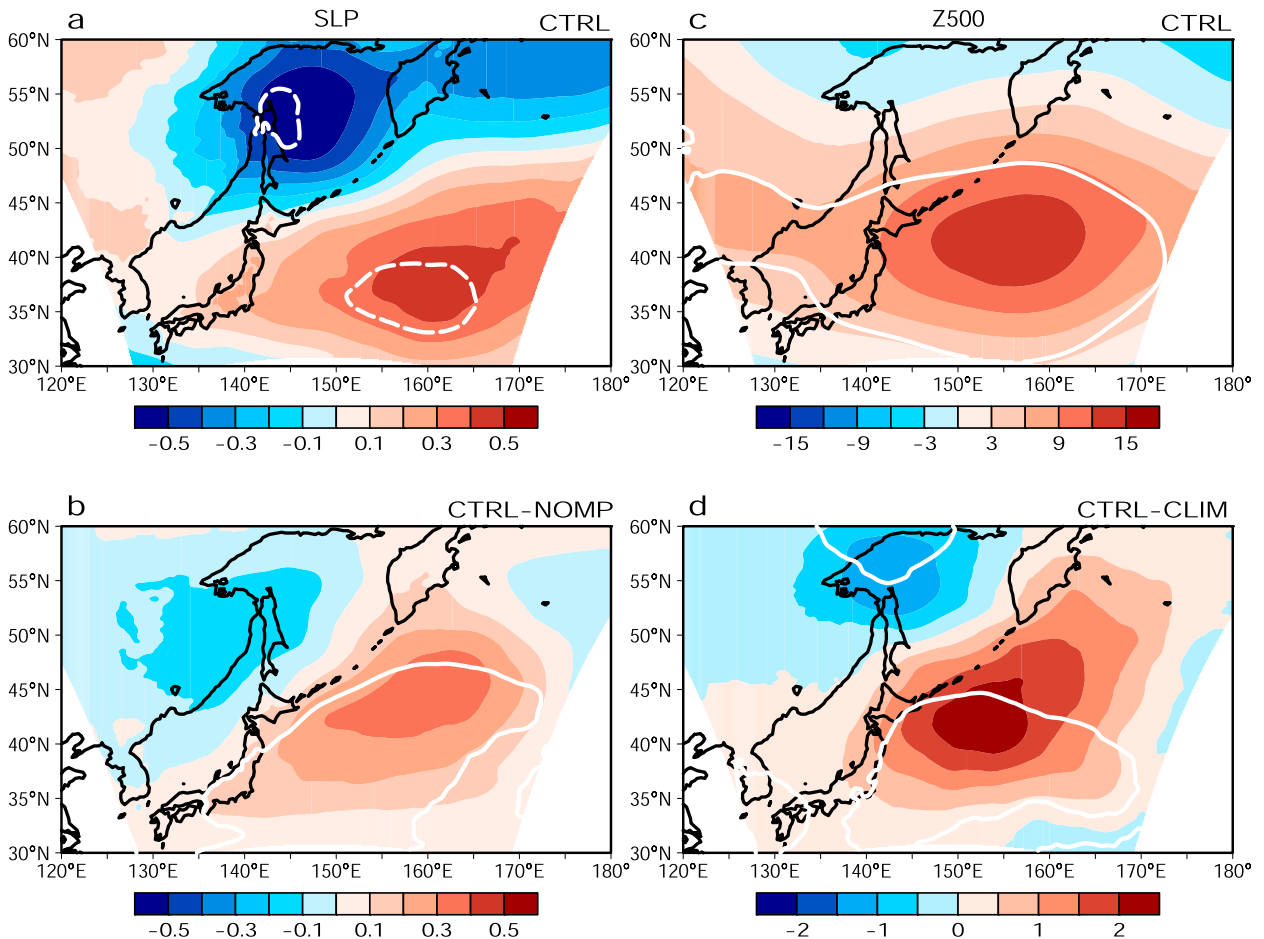 a SLP CTRL
60°N
55°N
50°N
45°N
40°N
35°N
30°N
120°E 130°E 140°E 150°E 160°E 170°E 180°
-0.5 -0.3 -0.1 0.1 0.3 0.5
c Z500 CTRL
60°N
55°N
50°N
45°N
40°N
35°N
30°N
120°E 130°E 140°E 150°E 160°E 170°E 180°
-15 -9 -3 3 9 15
b CTRL-NOMP
60°N
55°N
50°N
45°N
40°N
35°N
30°N
120°E 130°E 140°E 150°E 160°E 170°E 180°
-0.5 -0.3 -0.1 0.1 0.3 0.5
d CTRL-CLIM
60°N
55°N
50°N
45°N
40°N
35°N
30°N
120°E 130°E 140°E 150°E 160°E 170°E 180°
-2 -1 0 1 2